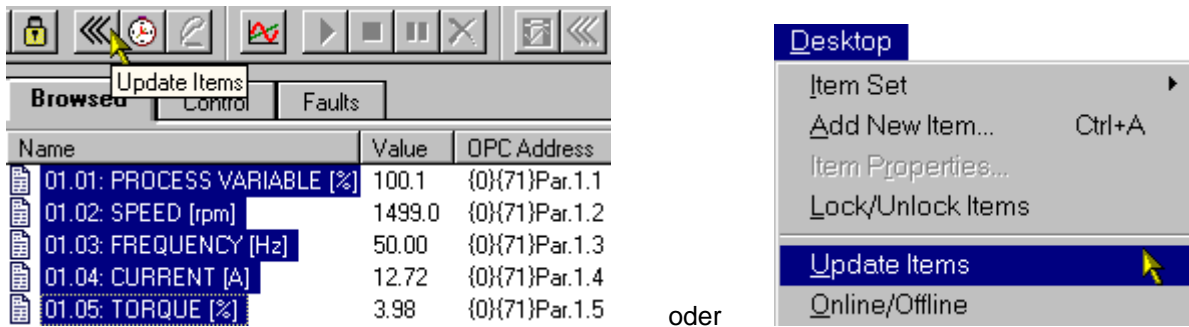 Update Items
Browsed Control Faults
Name Value OPC Address
01.01: PROCESS VARIABLE [%] 100.1 {0}{71}Par.1.1
01.02: SPEED [rpm] 1499.0 {0}{71}Par.1.2
01.03: FREQUENCY [Hz] 50.00 {0}{71}Par.1.3
01.04: CURRENT [A] 12.72 {0}{71}Par.1.4
01.05: TORQUE [%] 3.98 {0}{71}Par.1.5
oder
Desktop
Item Set
Add New Item... Ctrl+A
Item Properties...
Lock/Unlock Items
Update Items
Online/Offline